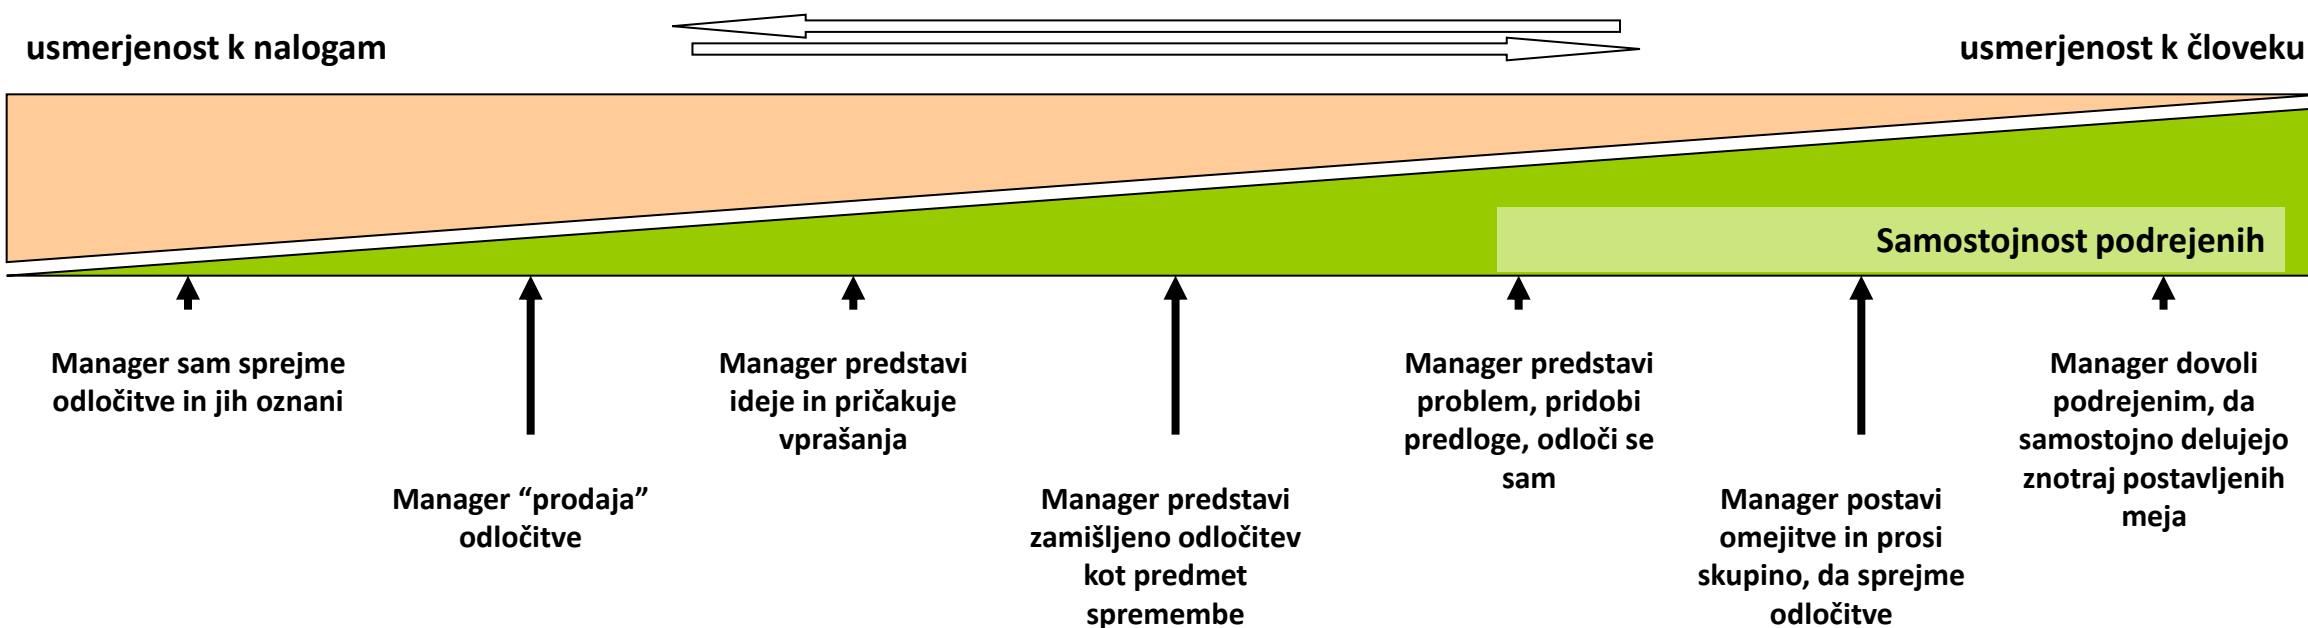 usmerjenost k nalogam
usmerjenost k človeku
Samostojnost podrejenih
Manager sam sprejme
odločitve in jih oznani
Manager “prodaja”
odločitve
Manager predstavi
ideje in pričakuje
vprašanja
Manager predstavi
zamišljeno odločitev
kot predmet
spremembe
Manager predstavi
problem, pridobi
predloge, odloči se
sam
Manager postavi
omejitve in prosi
skupino, da sprejme
odločitve
Manager dovoli
podrejenim, da
samostojno delujejo
znotraj postavljenih
meja